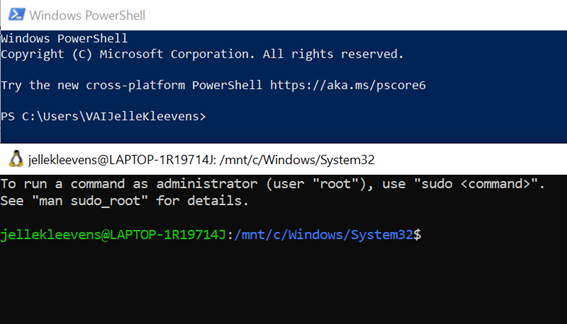 Windows PowerShell
Windows PowerShell
Copyright (C) Microsoft Corporation. All rights reserved.
Try the new cross-platform PowerShell https://aka.ms/pscore6
PS C:\Users\VAIJelleKleevens>
jellekleevens@LAPTOP-1R19714J: /mnt/c/Windows/System32
To run a command as administrator (user "root"), use "sudo <command>".
See "man sudo_root" for details.
jellekleevens@LAPTOP-1R19714J:/mnt/c/Windows/System32$